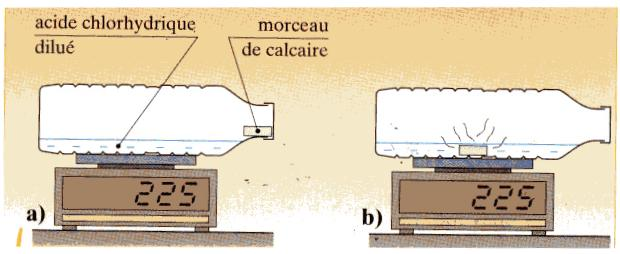 acide chlorhydrique
dilué
morceau
de calcaire
225
a)
225
b)